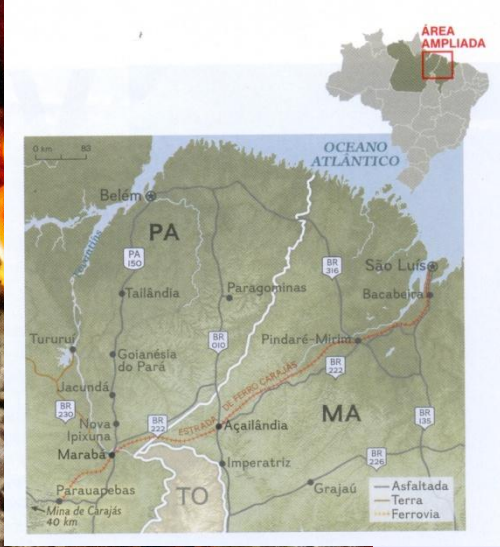 ÁREA
AMPLIADA
0 km 83
OCEANO
ATLÂNTICO
Belém
PA
Tocantins
PA
150
BR
316
São Luís
Bacabeira
Tailândia
Paragominas
Tucuruí
BR
010
Pindaré-Mirim
Goianésia
do Pará
BR
222
Jacundá
ESTRADA DE FERRO CARAJÁS
BR
230
MA
BR
135
Nova
Ipixuna
BR
222
Açailândia
Marabá
Imperatriz
BR
226
Parauapebas
TO
Grajaú
Asfaltada
Terra
Ferrovia
Mina de Carajás
40 km